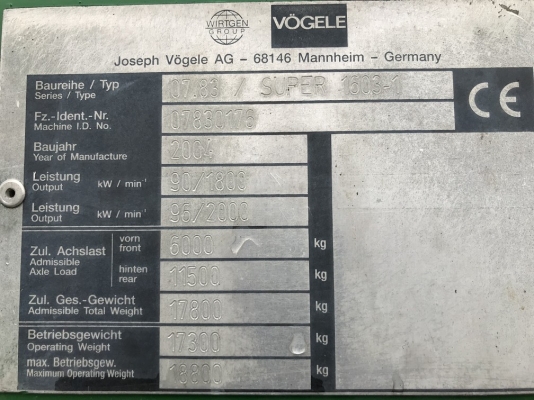 WIRTGEN
GROUP
VÖGELE
Joseph Vögele AG – 68146 Mannheim – Germany
Baureihe / Typ
Series / Type
07.83 / SUPER 1603-1
Fz.-Ident.-Nr.
Machine I.D. No.
07830176
CE
Baujahr
Year of Manufacture
2004
Leistung
Output
kW / min⁻¹
90/1800
Leistung
Output
kW / min⁻¹
95/2000
Zul. Achslast
Admissible
Axle Load
vorn
front
6000
kg
hinten
rear
11500
kg
Zul. Ges.-Gewicht
Admissible Total Weight
17800
kg
Betriebsgewicht
Operating Weight
17300
kg
max. Betriebsgew.
Maximum Operating Weight
18800
kg